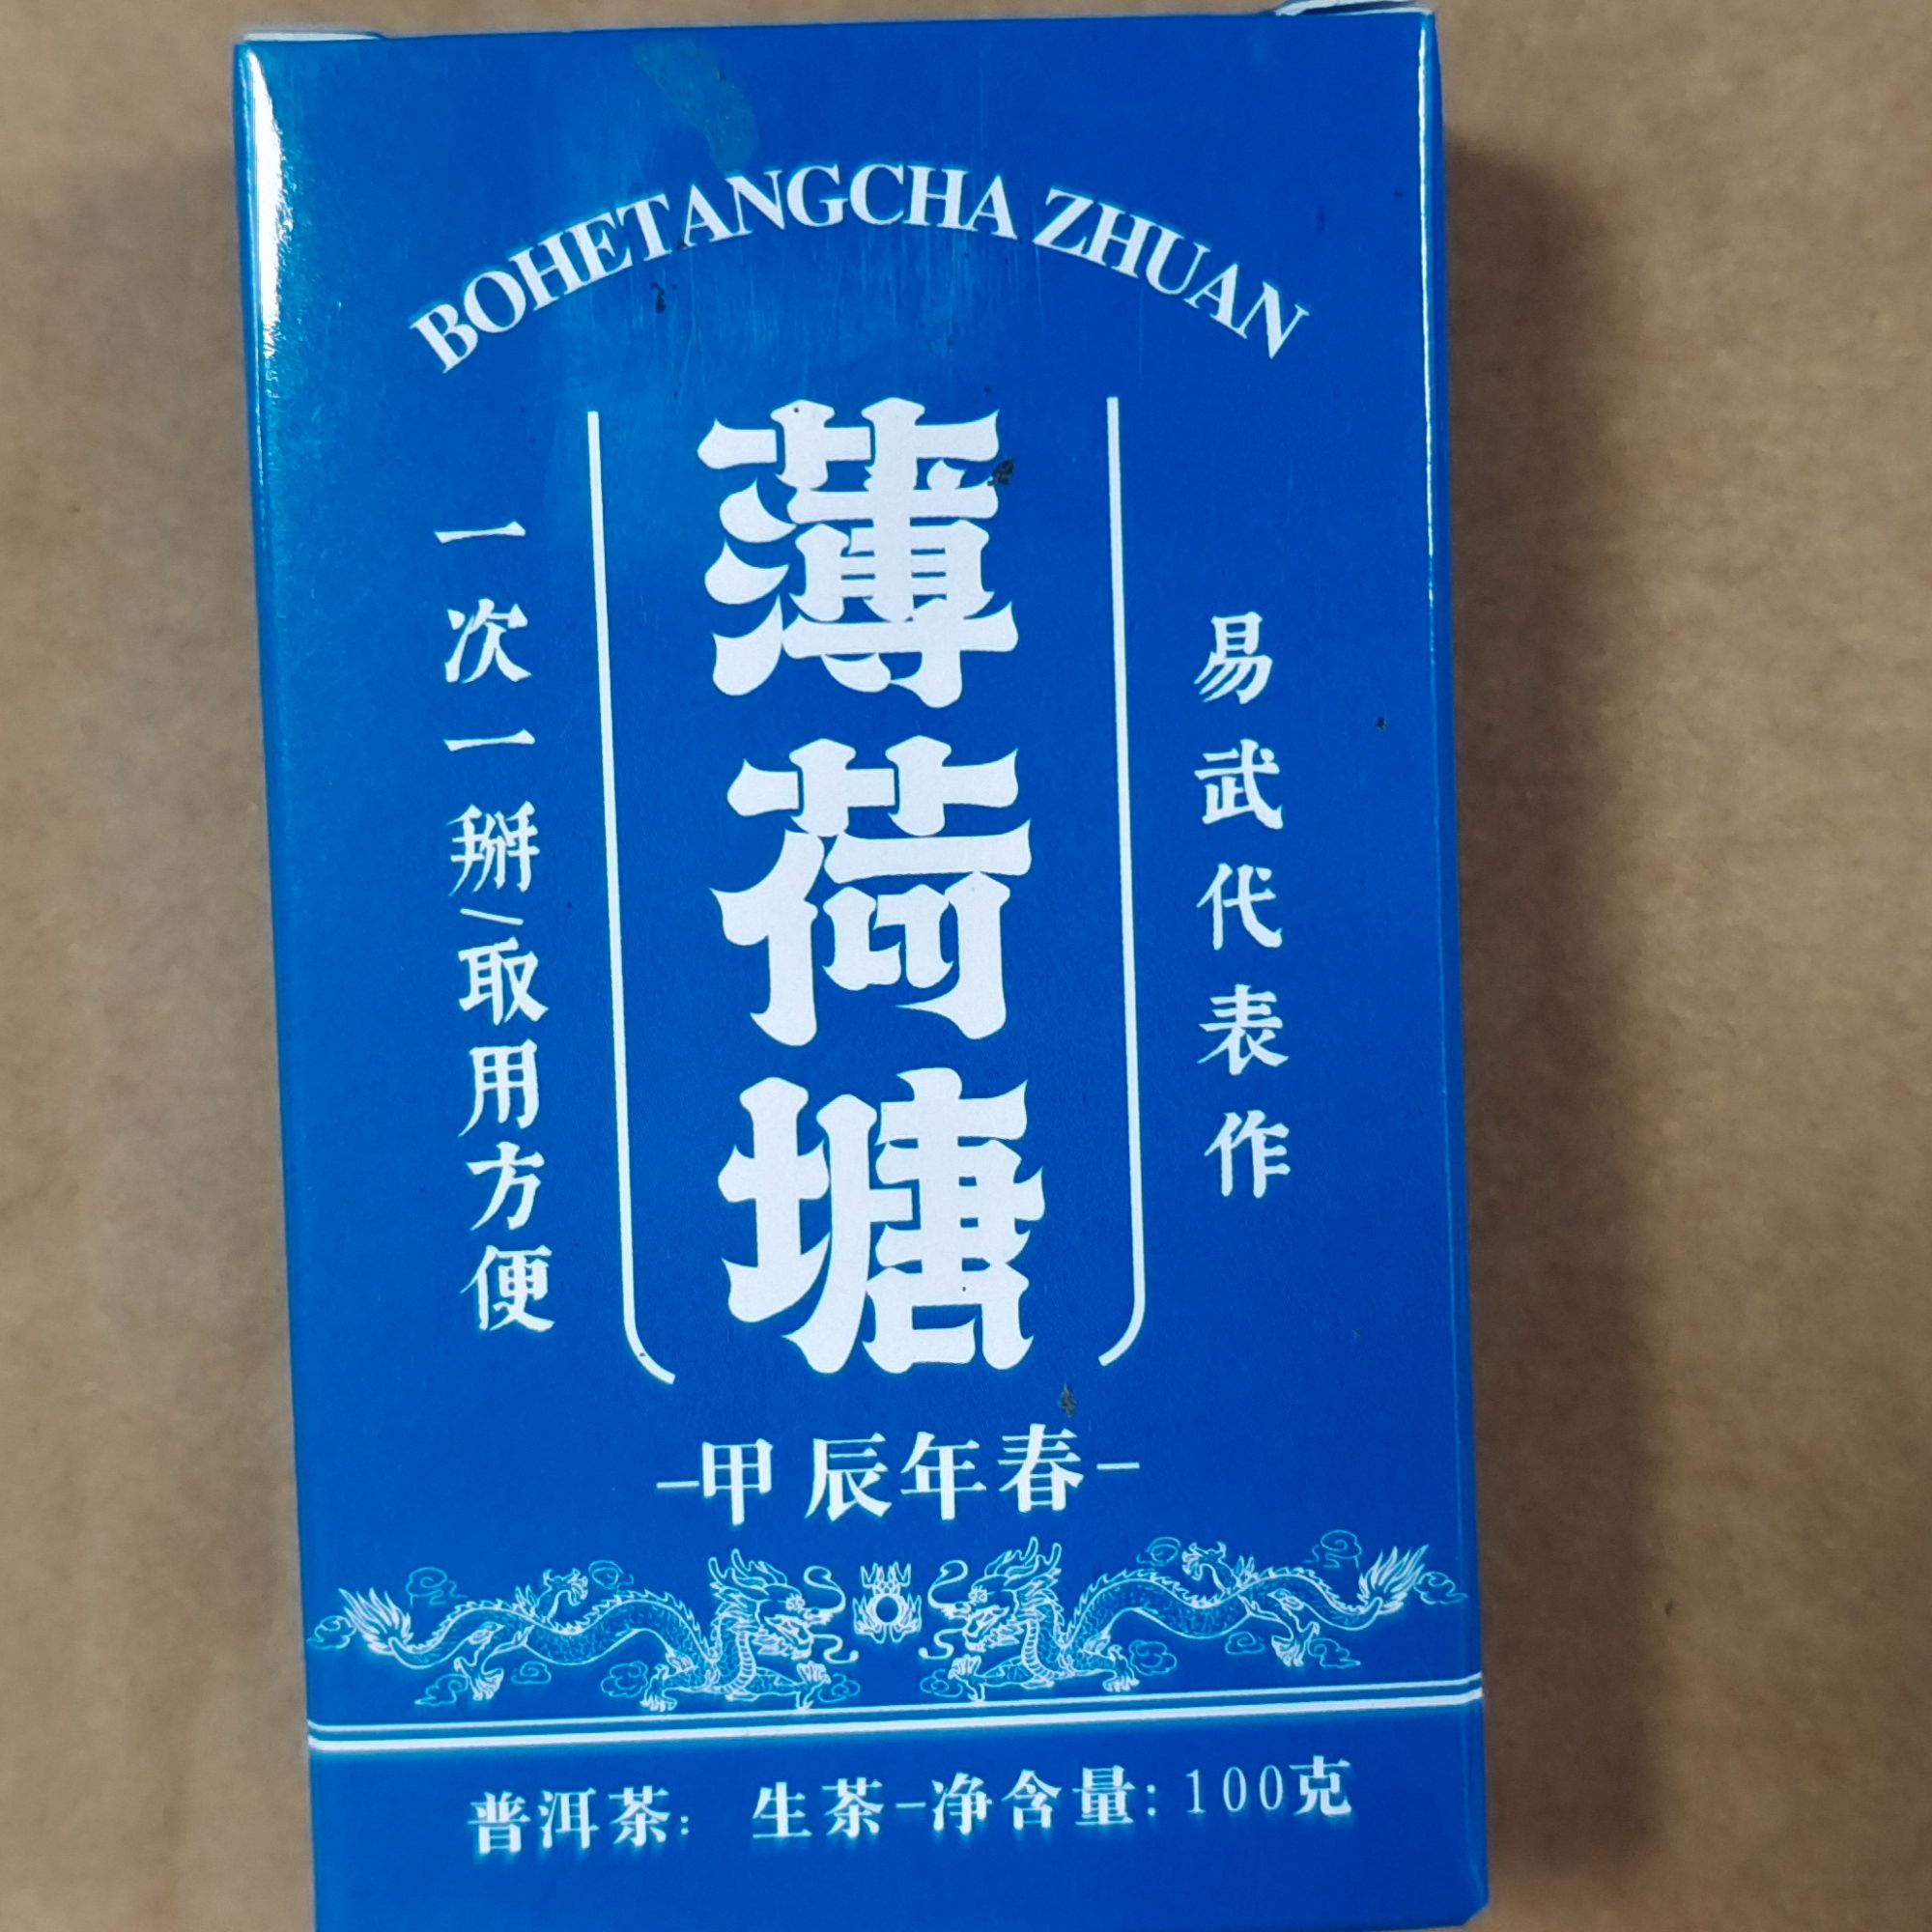 BOHETANGCHA ZHUAN
易武代表作
薄荷塘
一次一掰/取用方便
-甲辰年春-
普洱茶: 生茶-净含量:100克